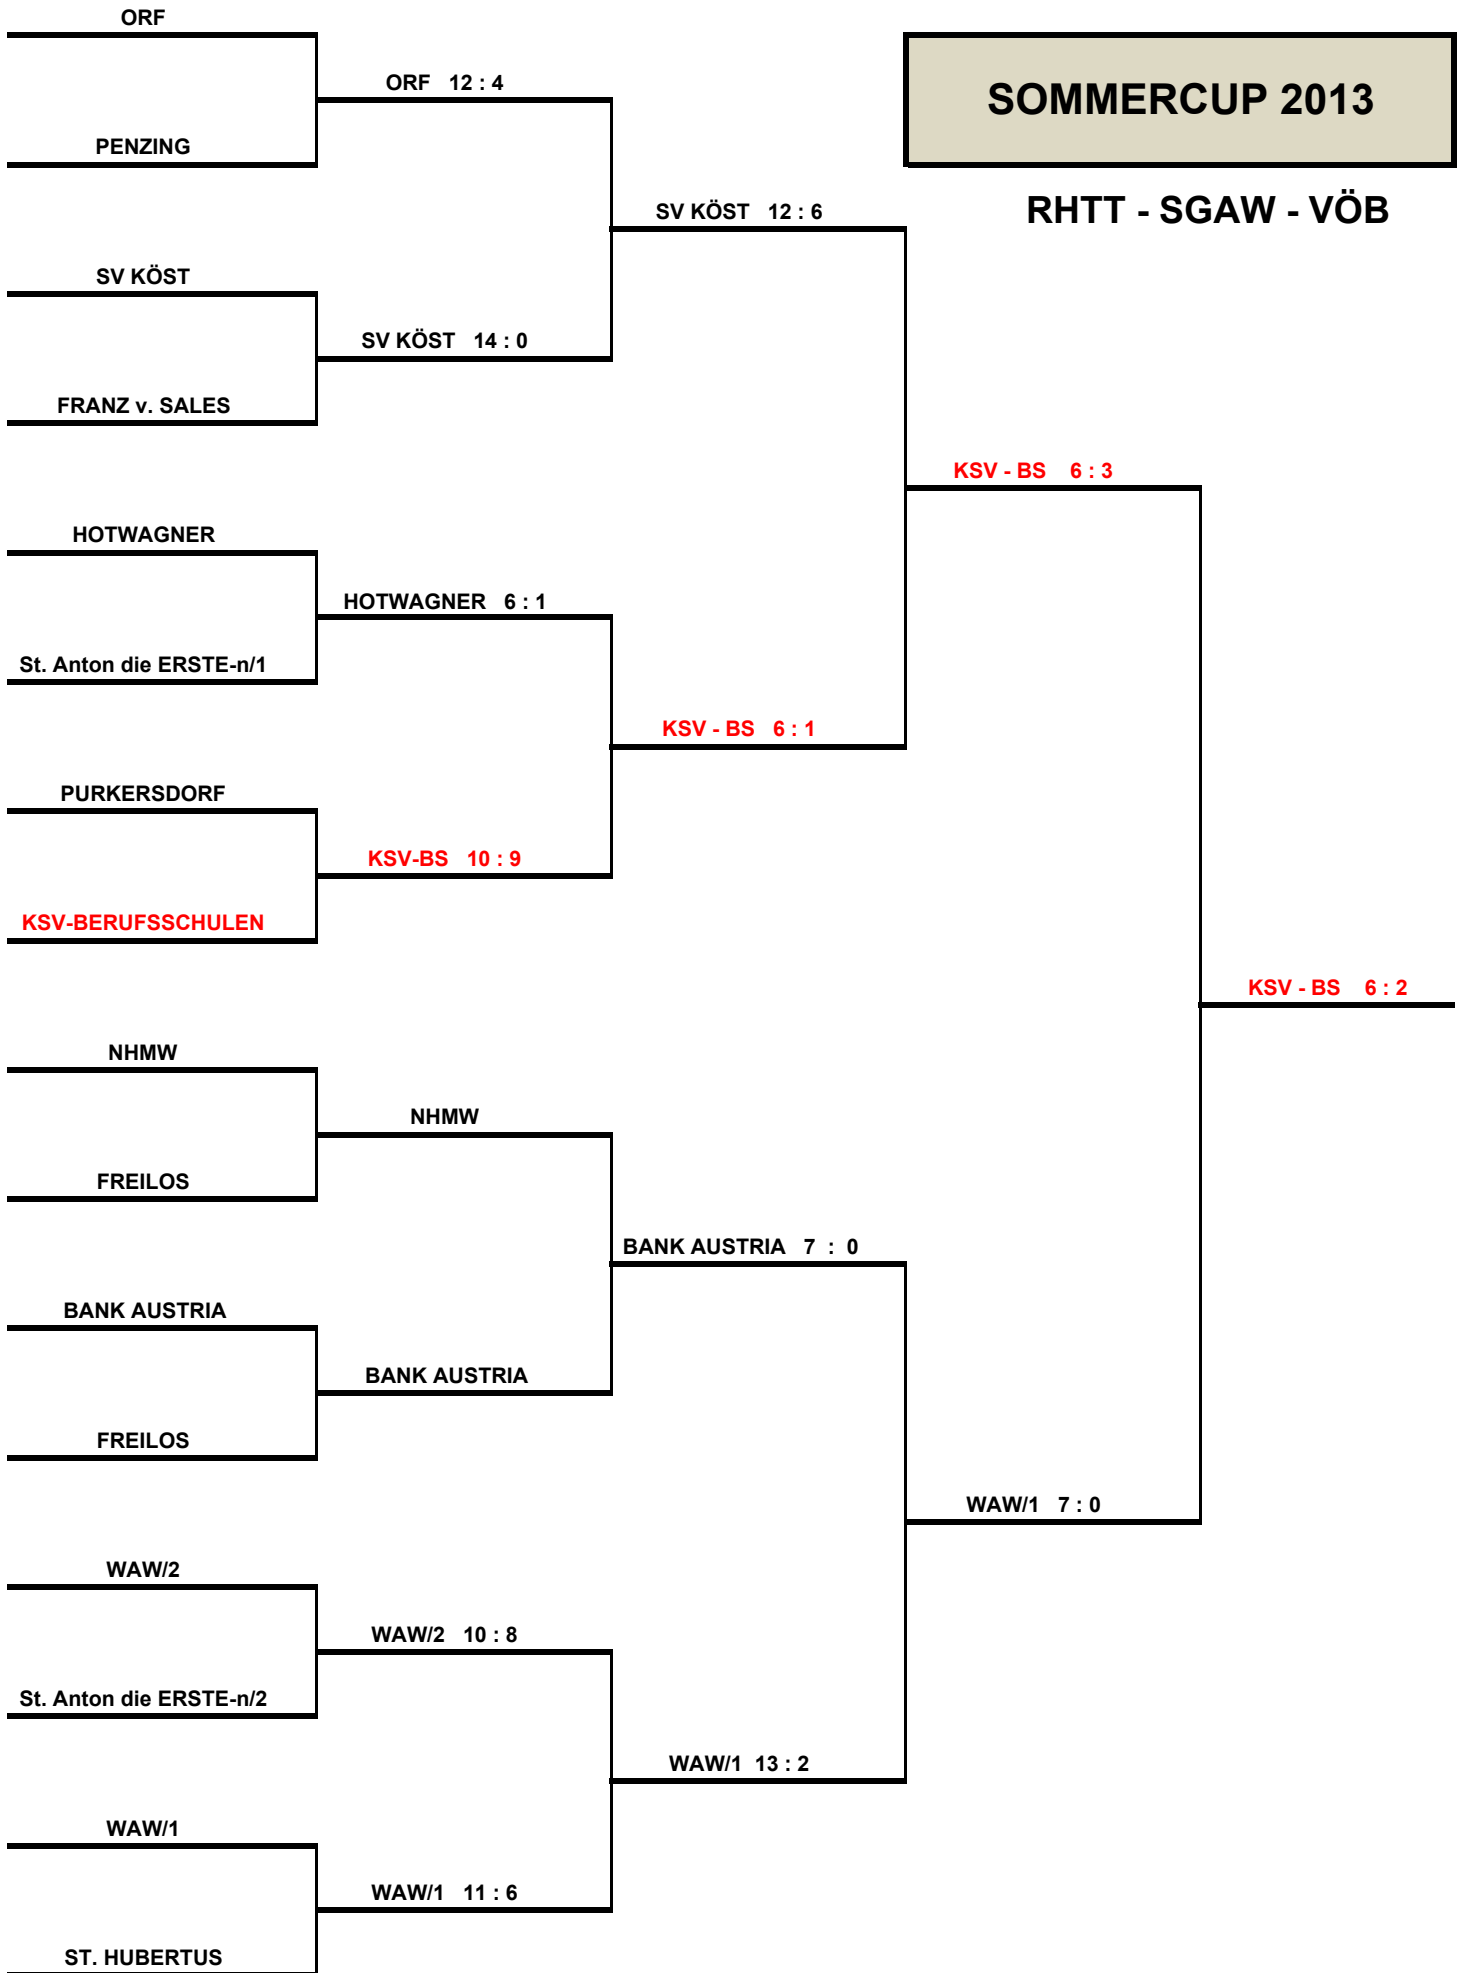 ORF
ORF 12 : 4
SOMMERCUP 2013
PENZING
SV KÖST 12 : 6
RHTT - SGAW - VÖB
SV KÖST
SV KÖST 14 : 0
FRANZ v. SALES
KSV - BS 6 : 3
HOTWAGNER
HOTWAGNER 6 : 1
St. Anton die ERSTE-n/1
KSV - BS 6 : 1
PURKERSDORF
KSV-BS 10 : 9
KSV-BERUFSSCHULEN
KSV - BS 6 : 2
NHMW
NHMW
FREILOS
BANK AUSTRIA 7 : 0
BANK AUSTRIA
BANK AUSTRIA
FREILOS
WAW/1 7 : 0
WAW/2
WAW/2 10 : 8
St. Anton die ERSTE-n/2
WAW/1 13 : 2
WAW/1
WAW/1 11 : 6
ST. HUBERTUS